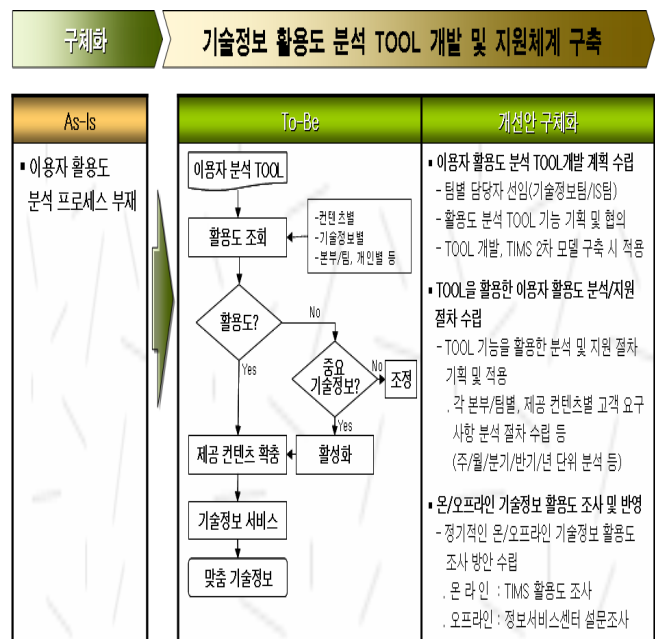 구체화
기술정보 활용도 분석 TOOL 개발 및 지원체계 구축
As-Is
▪ 이용자 활용도
분석 프로세스 부재
To-Be
이용자 분석 TOOL
활용도 조회
-컨텐츠별
-기술정보별
-본부/팀, 개인별 등
활용도?
No
Yes
중요
기술정보?
No
조정
Yes
제공 컨텐츠 확충
활성화
기술정보 서비스
맞춤 기술정보
개선안 구체화
▪ 이용자 활용도 분석 TOOL개발 계획 수립
- 팀별 담당자 선임(기술정보팀/IS팀)
- 활용도 분석 TOOL 기능 기획 및 협의
- TOOL 개발, TIMS 2차 모델 구축 시 적용
▪ TOOL을 활용한 이용자 활용도 분석/지원
절차 수립
- TOOL 기능을 활용한 분석 및 지원 절차
기획 및 적용
. 각 본부/팀별, 제공 컨텐츠별 고객 요구
사항 분석 절차 수립 등
(주/월/분기/반기/년 단위 분석 등)
▪ 온/오프라인 기술정보 활용도 조사 및 반영
- 정기적인 온/오프라인 기술정보 활용도
조사 방안 수립
. 온 라 인 : TIMS 활용도 조사
. 오프라인 : 정보서비스센터 설문조사